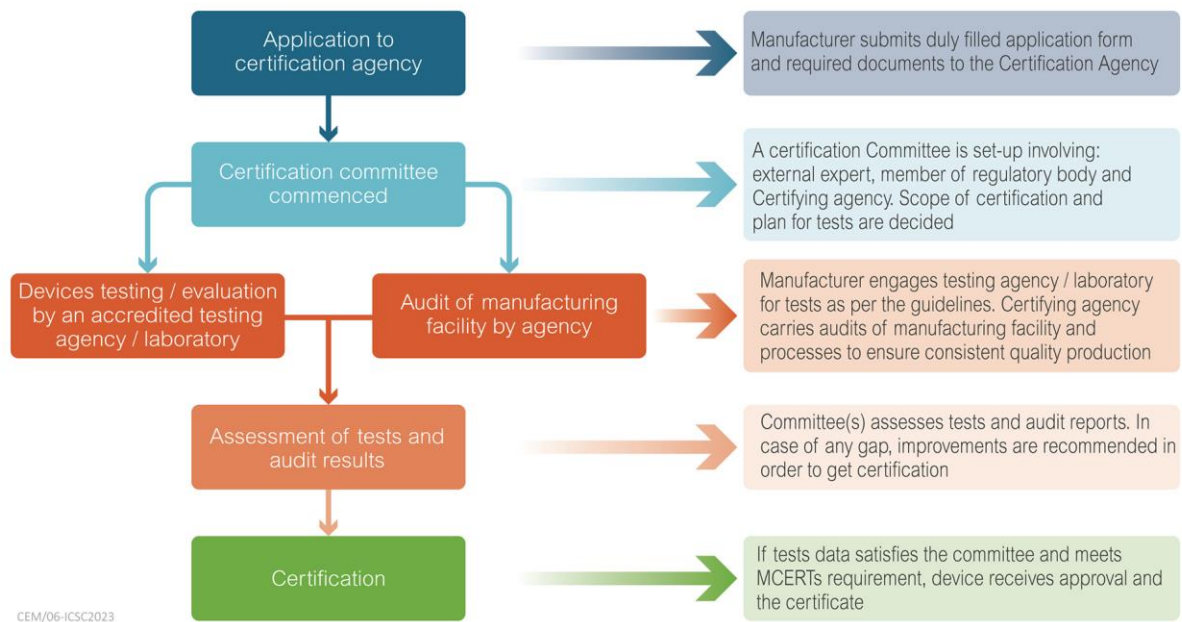 Application to
certification agency
Manufacturer submits duly filled application form
and required documents to the Certification Agency
Certification committee
commenced
A certification Committee is set-up involving:
external expert, member of regulatory body and
Certifying agency. Scope of certification and
plan for tests are decided
Devices testing / evaluation
by an accredited testing
agency / laboratory
Audit of manufacturing
facility by agency
Manufacturer engages testing agency / laboratory
for tests as per the guidelines. Certifying agency
carries audits of manufacturing facility and
processes to ensure consistent quality production
Assessment of tests and
audit results
Committee(s) assesses tests and audit reports. In
case of any gap, improvements are recommended in
order to get certification
Certification
If tests data satisfies the committee and meets
MCERTs requirement, device receives approval and
the certificate
CEM/06-ICSC2023